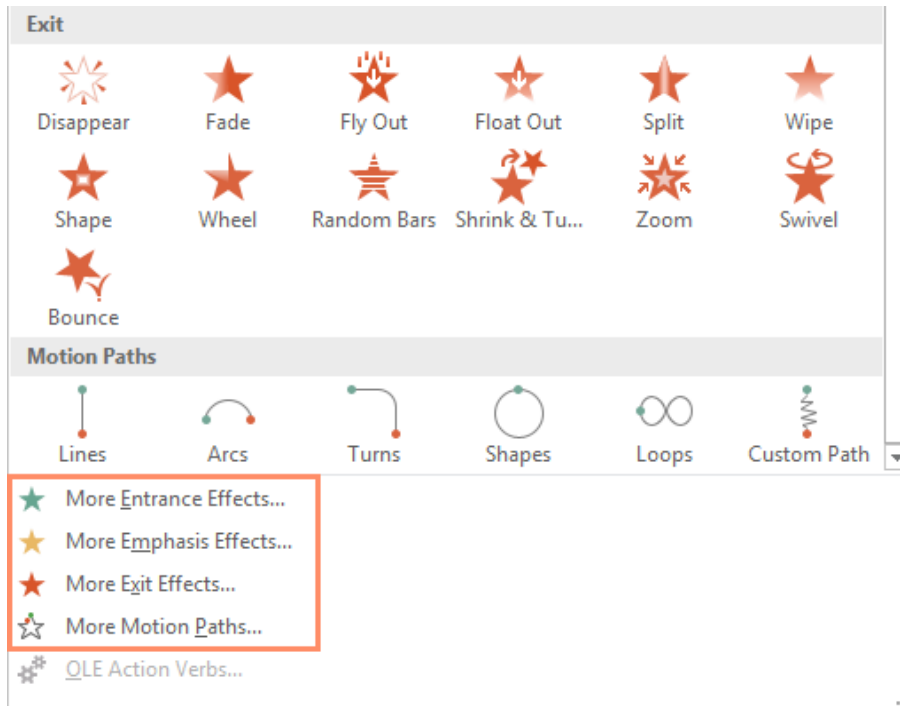 Exit
Disappear Fade Fly Out Float Out Split Wipe
Shape Wheel Random Bars Shrink & Tu... Zoom Swivel
Bounce
Motion Paths
Lines Arcs Turns Shapes Loops Custom Path
More Entrance Effects...
More Emphasis Effects...
More Exit Effects...
More Motion Paths...
OLE Action Verbs...